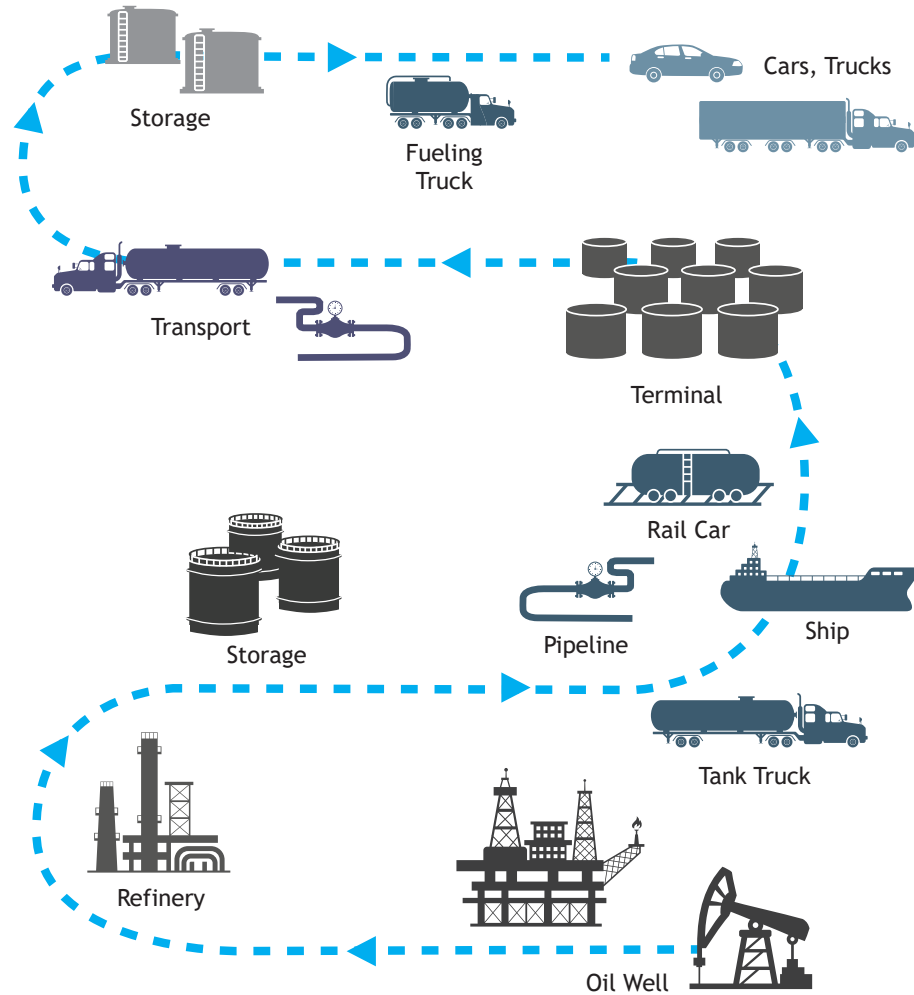 Storage
Cars, Trucks
Fueling
Truck
Transport
Terminal
Rail Car
Storage
Pipeline
Ship
Tank Truck
Refinery
Oil Well